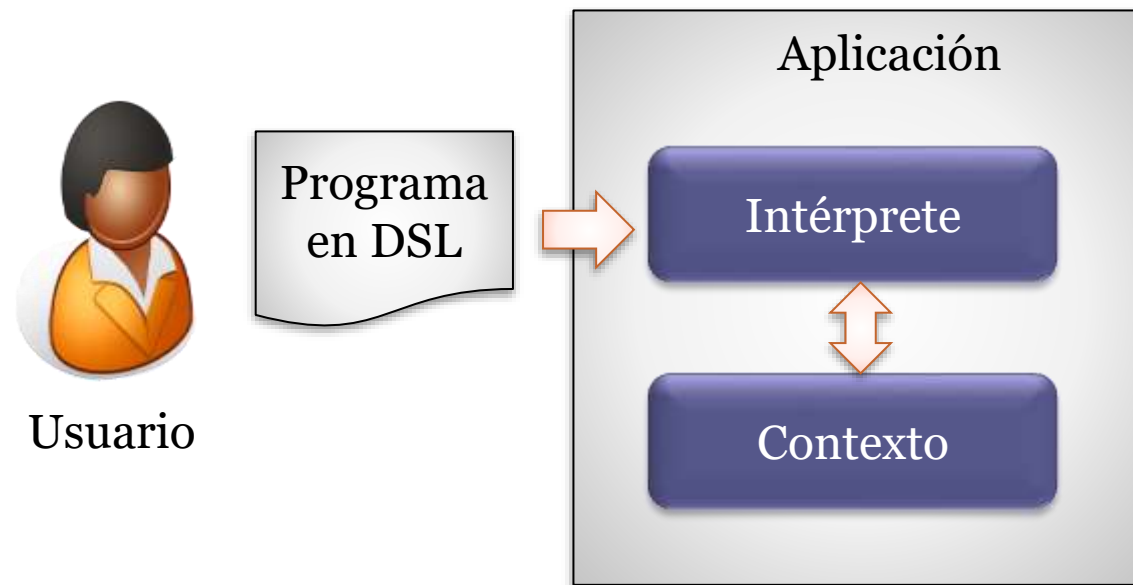 Aplicación
Programa
en DSL
Intérprete
Contexto
Usuario